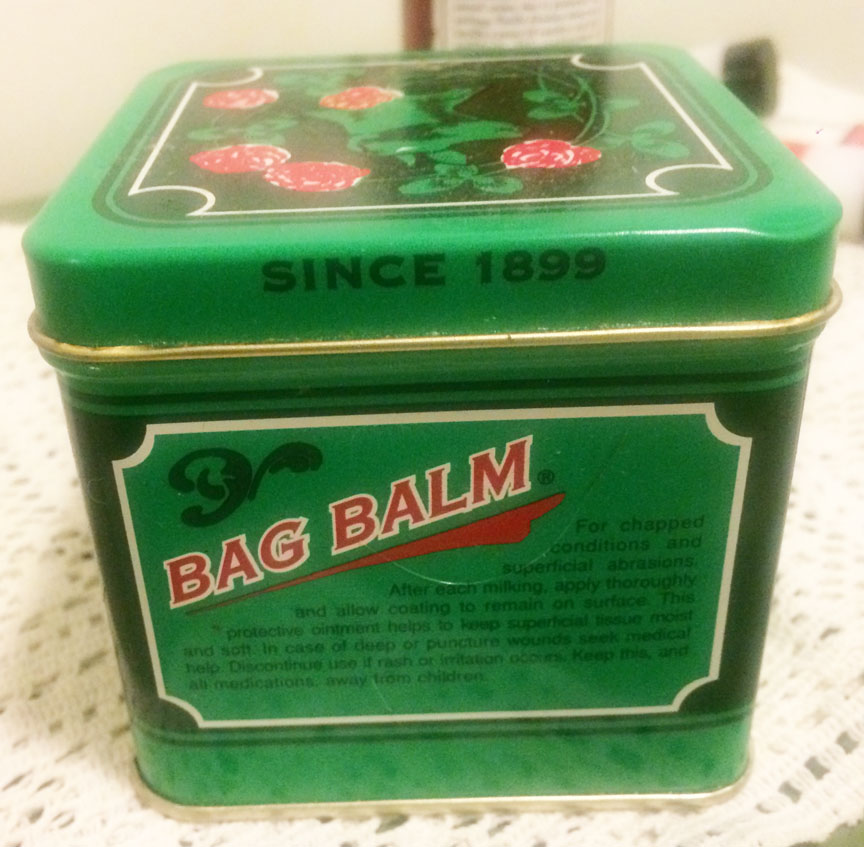 SINCE 1899
BAG BALM®
For chapped
conditions and
superficial abrasions.
After each milking, apply thoroughly
and allow coating to remain on surface. This
protective ointment helps to keep superficial tissue moist
and soft. In case of deep or puncture wounds seek medical
help. Discontinue use if rash or irritation occurs. Keep this, and
all medications, away from children.